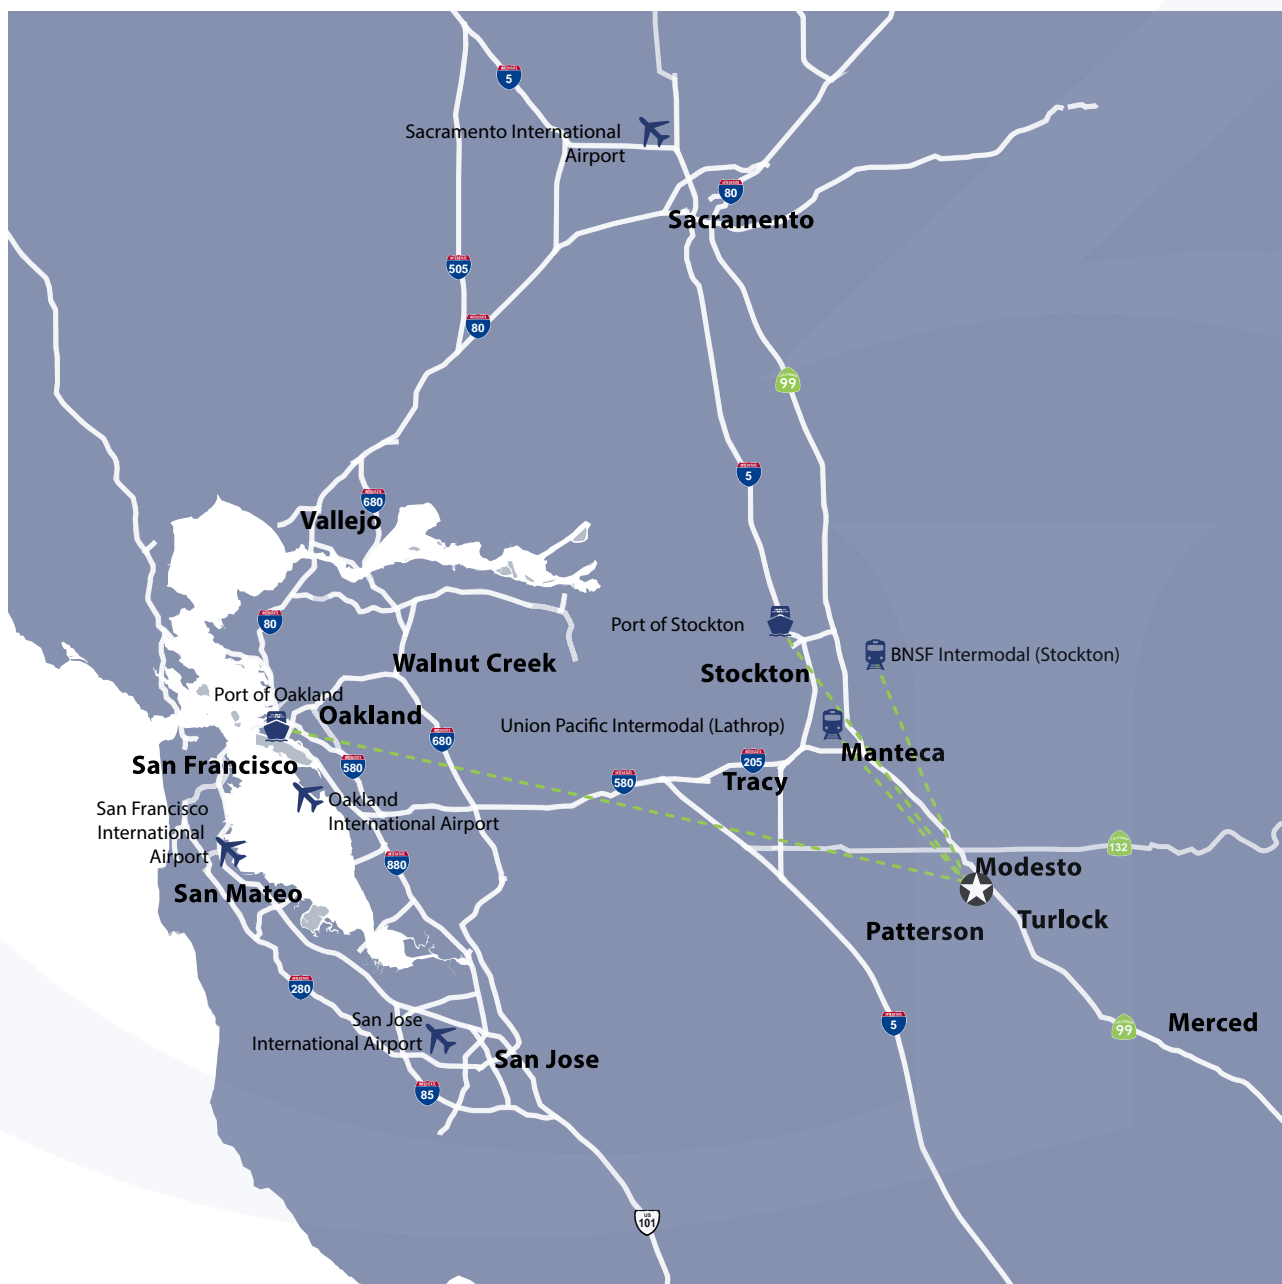 5
Sacramento International
Airport
80
Sacramento
505
80
99
5
680
Vallejo
80
Port of Stockton
BNSF Intermodal (Stockton)
Walnut Creek
Stockton
Port of Oakland
Oakland
Union Pacific Intermodal (Lathrop)
680
Manteca
San Francisco
580
205
580
Tracy
Oakland
International Airport
San Francisco
International
Airport
880
CALIFORNIA
132
Modesto
San Mateo
Patterson
Turlock
280
San Jose
International Airport
5
CALIFORNIA
99
Merced
San Jose
85
US
101